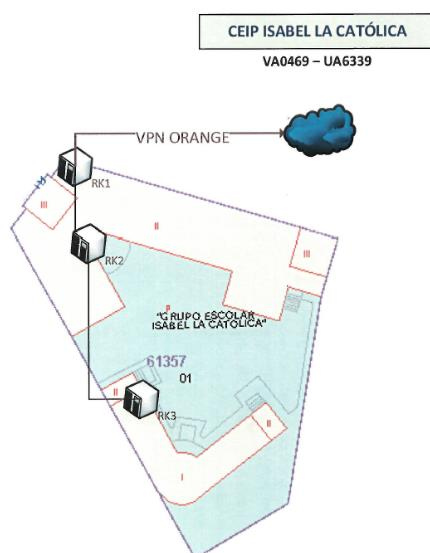 CEIP ISABEL LA CATÓLICA
VA0469 – UA6339
VPN ORANGE
RK1
III
II
RK2
III
P
"GRUPO ESCOLAR
ISABEL LA CATOLICA"
61357
01
II
RK3
II
I